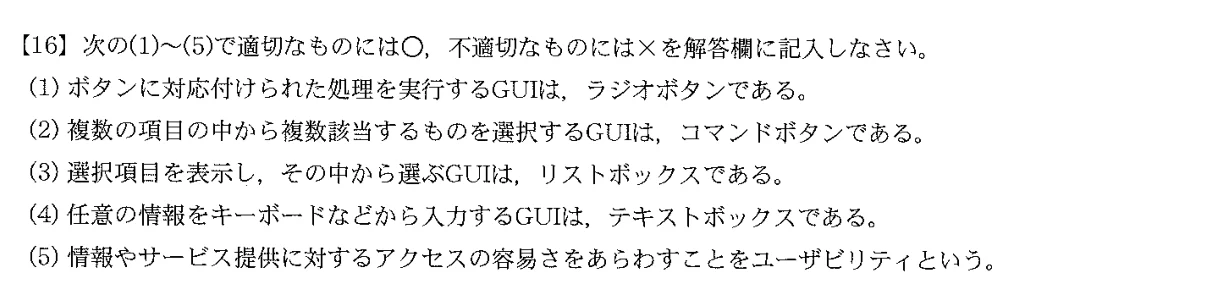 【16】次の(1)～(5)で適切なものには○，不適切なものには×を解答欄に記入しなさい。
(1) ボタンに対応付けられた処理を実行するGUIは，ラジオボタンである。
(2) 複数の項目の中から複数該当するものを選択するGUIは，コマンドボタンである。
(3) 選択項目を表示し，その中から選ぶGUIは，リストボックスである。
(4) 任意の情報をキーボードなどから入力するGUIは，テキストボックスである。
(5) 情報やサービス提供に対するアクセスの容易さをあらわすことをユーザビリティという。